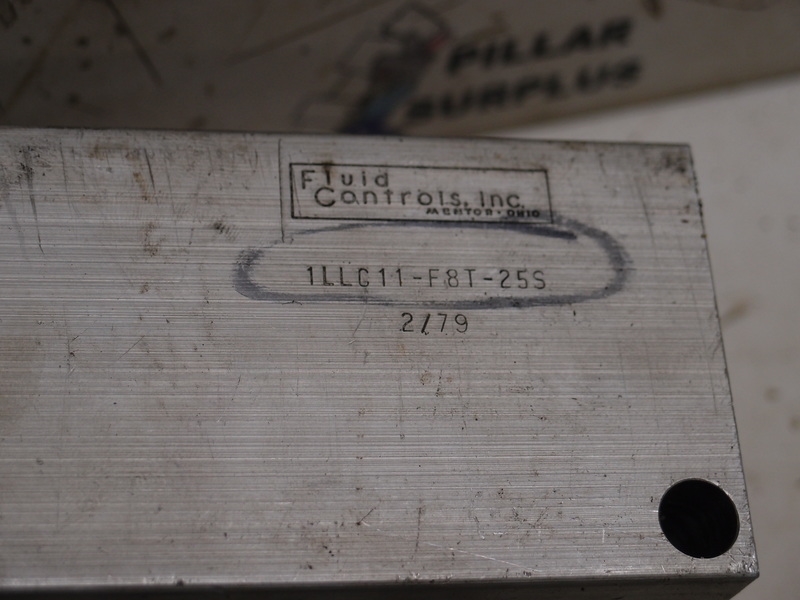 PILLAR
SURPLUS
Fluid
Controls, Inc.
MENTOR • OHIO
1LLC11-F8T-25S
2/79